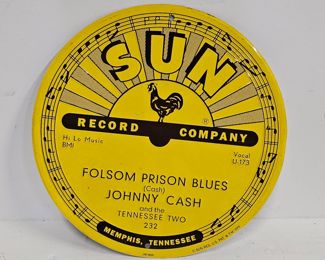 SUN
RECORD COMPANY
®
Hi Lo Music
BMI
Vocal
U-173
FOLSOM PRISON BLUES
(Cash)
JOHNNY CASH
and the
TENNESSEE TWO
232
MEMPHIS, TENNESSEE